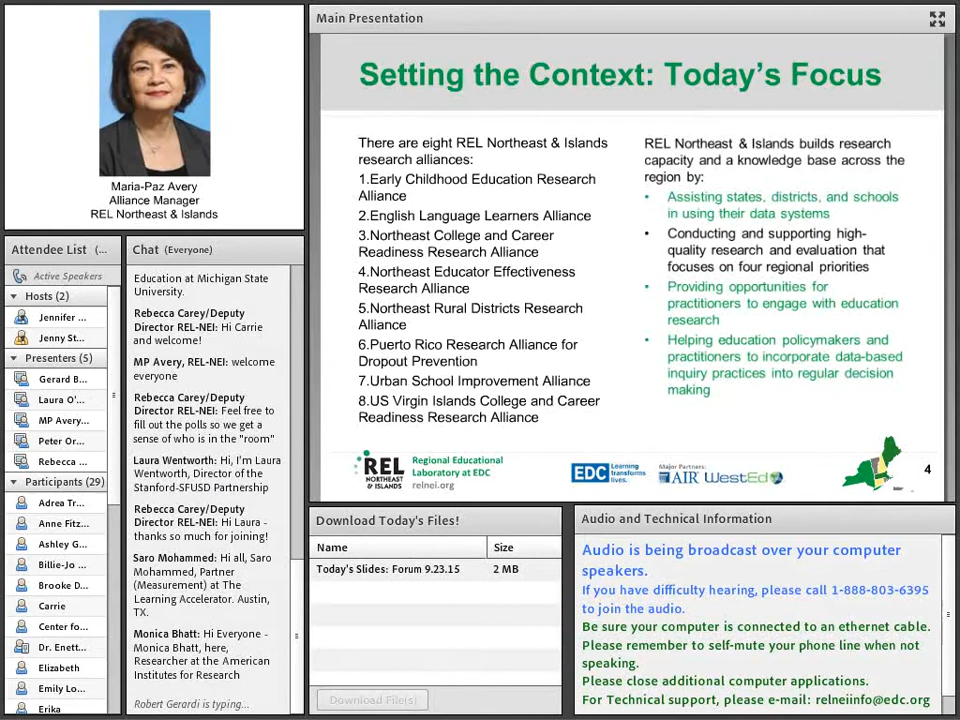 Maria-Paz Avery
Alliance Manager
REL Northeast & Islands
Attendee List (...
Active Speakers
Hosts (2)
Jennifer ...
Jenny St...
Presenters (5)
Gerard B...
Laura O'...
MP Avery...
Peter Or...
Rebecca ...
Participants (29)
Adrea Tr...
Anne Fitz...
Ashley G...
Billie-Jo ...
Brooke D...
Carrie
Center fo...
Dr. Enett...
Elizabeth
Emily Lo...
Erika
Chat (Everyone)
Education at Michigan State
University.
Rebecca Carey/Deputy
Director REL-NEI: Hi Carrie
and welcome!
MP Avery, REL-NEI: welcome
everyone
Rebecca Carey/Deputy
Director REL-NEI: Feel free to
fill out the polls so we get a
sense of who is in the "room"
Laura Wentworth: Hi, I'm Laura
Wentworth, Director of the
Stanford-SFUSD Partnership
Rebecca Carey/Deputy
Director REL-NEI: Hi Laura -
thanks so much for joining!
Saro Mohammed: Hi all, Saro
Mohammed, Partner
(Measurement) at The
Learning Accelerator. Austin,
TX.
Monica Bhatt: Hi Everyone -
Monica Bhatt, here,
Researcher at the American
Institutes for Research
Robert Gerardi is typing...
Main Presentation
Setting the Context: Today's Focus
There are eight REL Northeast & Islands
research alliances:
1.Early Childhood Education Research
Alliance
2.English Language Learners Alliance
3.Northeast College and Career
Readiness Research Alliance
4.Northeast Educator Effectiveness
Research Alliance
5.Northeast Rural Districts Research
Alliance
6.Puerto Rico Research Alliance for
Dropout Prevention
7.Urban School Improvement Alliance
8.US Virgin Islands College and Career
Readiness Research Alliance
REL Northeast & Islands builds research
capacity and a knowledge base across the
region by:
• Assisting states, districts, and schools
in using their data systems
• Conducting and supporting high-
quality research and evaluation that
focuses on four regional priorities
• Providing opportunities for
practitioners to engage with education
research
• Helping education policymakers and
practitioners to incorporate data-based
inquiry practices into regular decision
making
REL
NORTHEAST
& ISLANDS
Regional Educational
Laboratory at EDC
relnei.org
EDC Learning
transforms
lives.
Major Partners:
AIR WestEd
4
Download Today's Files!
Name Size
Today's Slides: Forum 9.23.15 2 MB
Download File(s)
Audio and Technical Information
Audio is being broadcast over your computer
speakers.
If you have difficulty hearing, please call 1-888-803-6395
to join the audio.
Be sure your computer is connected to an ethernet cable.
Please remember to self-mute your phone line when not
speaking.
Please close additional computer applications.
For Technical support, please e-mail: relneiinfo@edc.org